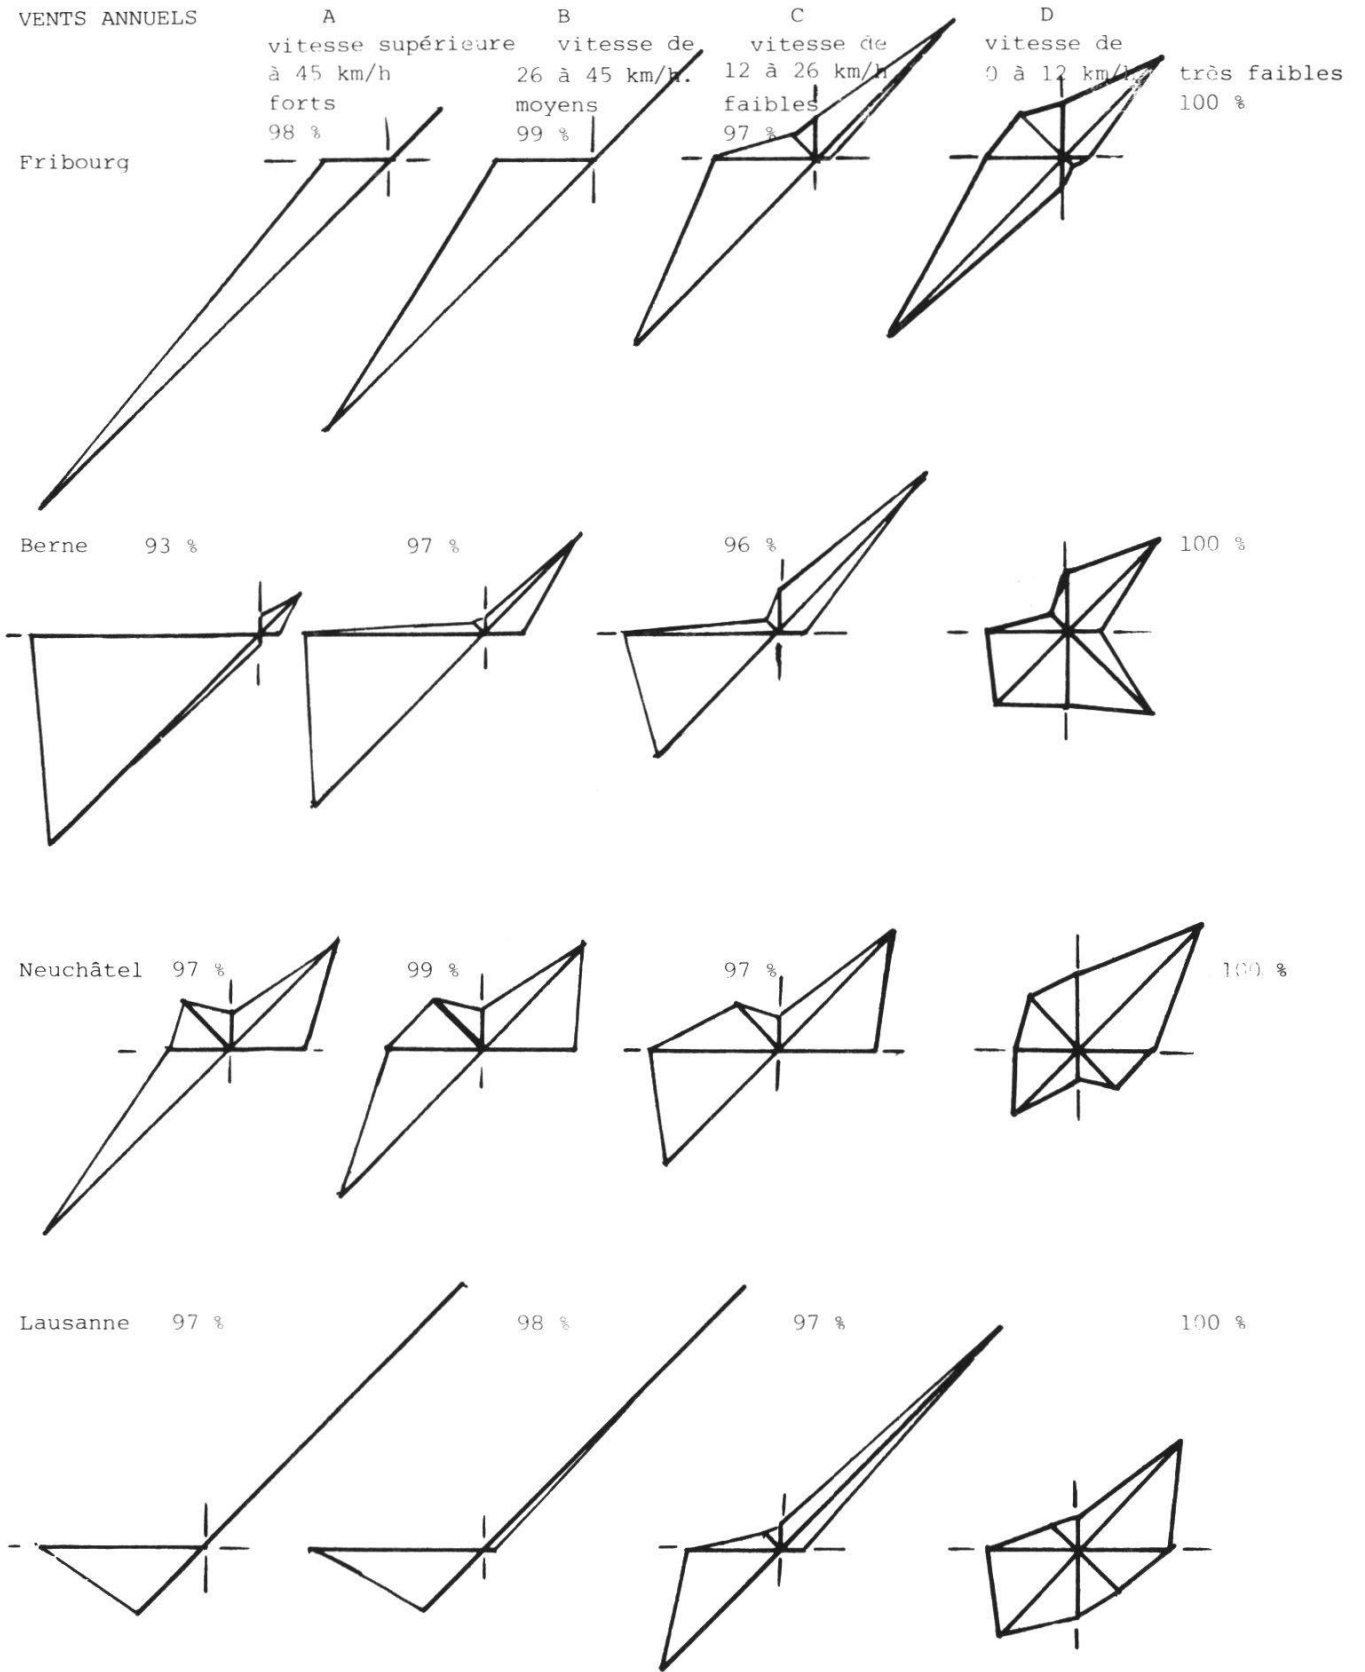 VENTS ANNUELS A B C D
vitesse supérieure vitesse de vitesse de vitesse de
à 45 km/h 26 à 45 km/h. 12 à 26 km/h 0 à 12 km/h très faibles
forts moyens faibles 100 %
98 % 99 % 97 %
Fribourg
Berne 93 % 97 % 96 % 100 %
Neuchâtel 97 % 99 % 97 % 100 %
Lausanne 97 % 98 % 97 % 100 %